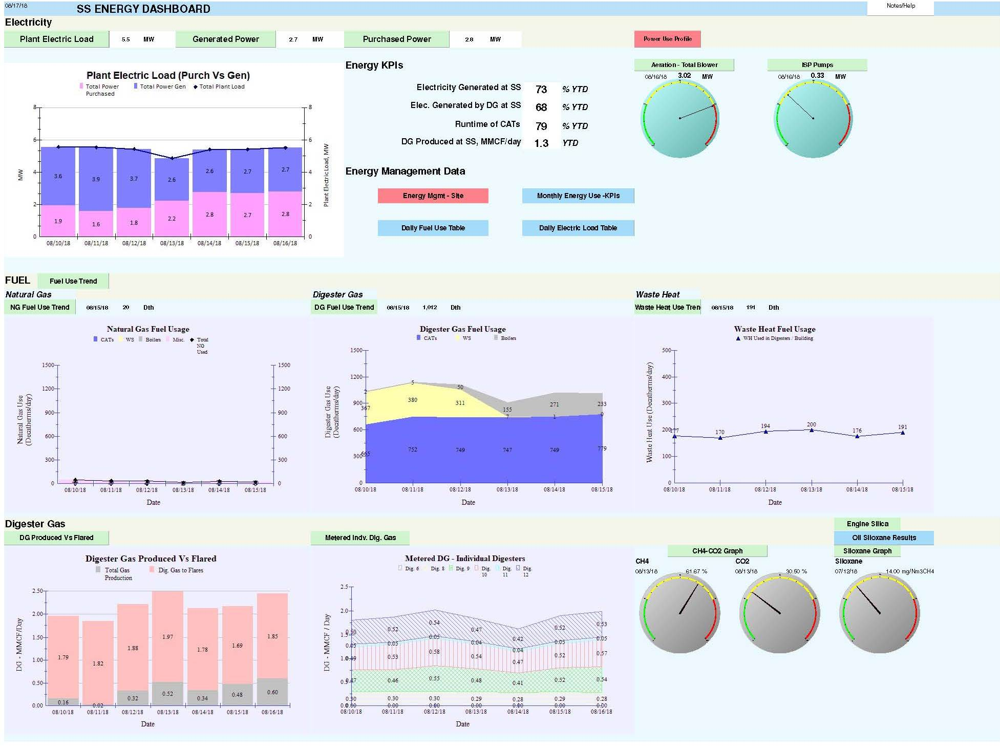 08/17/18
SS ENERGY DASHBOARD
Notes/Help
Electricity
Plant Electric Load 5.5 MW Generated Power 2.7 MW Purchased Power 2.8 MW
Power Use Profile
Plant Electric Load (Purch Vs Gen)
Total Power Purchased
Total Power Gen
Total Plant Load
8 6 4 2 0
MW
3.6 3.9 3.7 2.6 2.6 2.7 2.7
1.9 1.6 1.8 2.2 2.8 2.7 2.8
8 6 4 2 0
Plant Electric Load, MW
08/10/18 08/11/18 08/12/18 08/13/18 08/14/18 08/15/18 08/16/18
Energy KPIs
Electricity Generated at SS 73 % YTD
Elec. Generated by DG at SS 68 % YTD
Runtime of CATs 79 % YTD
DG Produced at SS, MMCF/day 1.3 YTD
Energy Management Data
Energy Mgmt - Site
Monthly Energy Use -KPIs
Daily Fuel Use Table
Daily Electric Load Table
Aeration - Total Blower
08/16/18 3.02 MW
ISP Pumps
08/16/18 0.33 MW
FUEL
Fuel Use Trend
Natural Gas
NG Fuel Use Trend 08/15/18 20 Dth
Natural Gas Fuel Usage
CATs WS Boilers Misc. Total
NG
Used
1500 1200 900 600 300 0
Natural Gas Use
(Decatherms/day)
1500 1200 900 600 300 0
08/10/18 08/11/18 08/12/18 08/13/18 08/14/18 08/15/18
Date
Digester Gas
DG Fuel Use Trend 08/15/18 1,012 Dth
Digester Gas Fuel Usage
CATs WS Boilers
1500 1200 900 600 300 0
Digester Gas Use
(Decatherms/day)
2 5 50 155 271 233
367 380 311 7 1 0
665 752 749 747 749 779
08/10/18 08/11/18 08/12/18 08/13/18 08/14/18 08/15/18
Date
Waste Heat
Waste Heat Use Tren 08/15/18 191 Dth
Waste Heat Fuel Usage
WH Used in Digesters / Building
500 400 300 200 100 0
Waste Heat Use (Decatherms/day)
177 170 194 200 176 191
08/10/18 08/11/18 08/12/18 08/13/18 08/14/18 08/15/18
Date
Digester Gas
DG Produced Vs Flared
Digester Gas Produced Vs Flared
Total Gas Production
Dig. Gas to Flares
2.50 2.00 1.50 1.00 0.50 0.00
DG - MMCF/Day
1.79 1.82 1.88 1.97 1.78 1.69 1.85
0.16 0.02 0.32 0.52 0.34 0.48 0.60
08/10/18 08/11/18 08/12/18 08/13/18 08/14/18 08/15/18 08/16/18
Date
Metered Indv. Dig. Gas
Metered DG - Individual Digesters
Dig. 6 Dig. 8 Dig. 9 Dig. 10 Dig. 11 Dig. 12
2.5 2.0 1.5 1.0 0.5 0.0
DG - MMCF / Day
0.50 0.52 0.54 0.47 0.42 0.52 0.53
0.05 0.05 0.05 0.04 0.04 0.05 0.05
0.49 0.53 0.58 0.54 0.47 0.52 0.57
0.47 0.46 0.55 0.48 0.41 0.52 0.54
0.30 0.30 0.30 0.29 0.28 0.29 0.28
0.00 0.00 0.00 0.00 0.00 0.00 0.00
08/10/18 08/11/18 08/12/18 08/13/18 08/14/18 08/15/18 08/16/18
Date
Engine Silica
Oil Siloxane Results
CH4-CO2 Graph
Siloxane Graph
CH4
08/13/18 61.67 %
CO2
08/13/18 30.50 %
Siloxane
07/12/18 14.00 mg/Nm3CH4